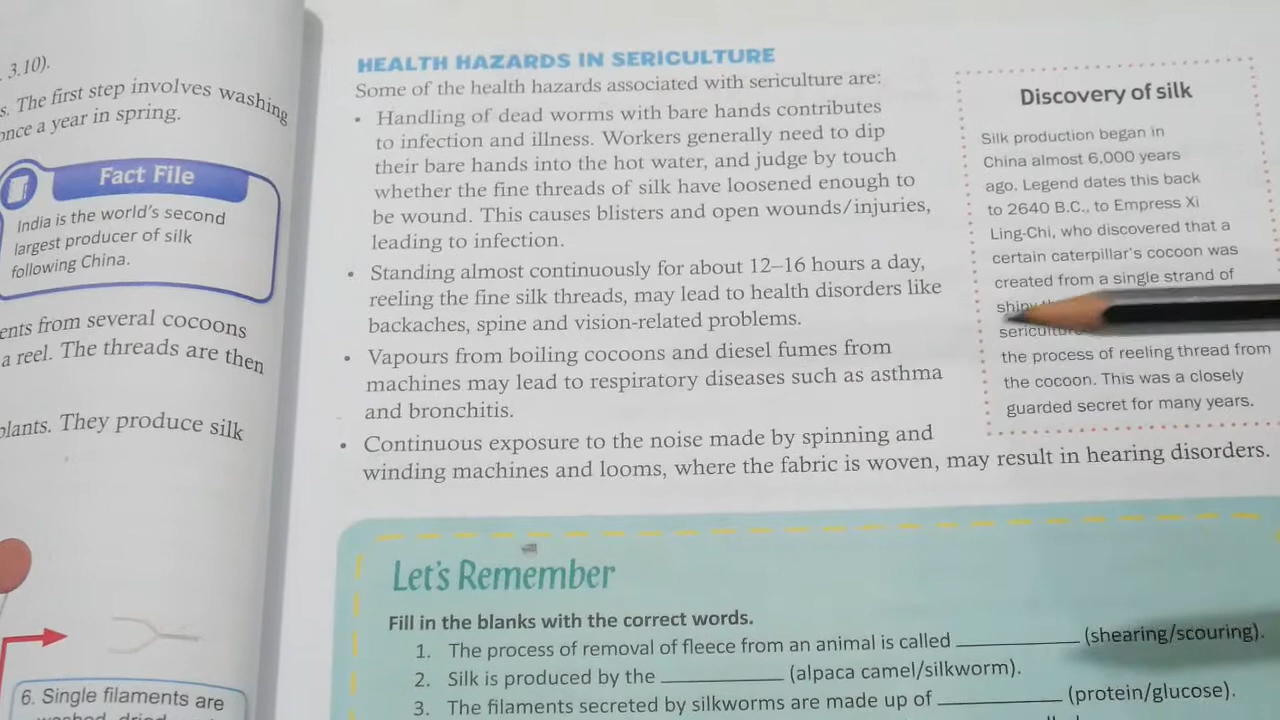 3.10).
s. The first step involves washing
once a year in spring.
Fact File
India is the world's second
largest producer of silk
following China.
ents from several cocoons
a reel. The threads are then
plants. They produce silk
6. Single filaments are
HEALTH HAZARDS IN SERICULTURE
Some of the health hazards associated with sericulture are:
• Handling of dead worms with bare hands contributes
to infection and illness. Workers generally need to dip
their bare hands into the hot water, and judge by touch
whether the fine threads of silk have loosened enough to
be wound. This causes blisters and open wounds/injuries,
leading to infection.
• Standing almost continuously for about 12–16 hours a day,
reeling the fine silk threads, may lead to health disorders like
backaches, spine and vision-related problems.
• Vapours from boiling cocoons and diesel fumes from
machines may lead to respiratory diseases such as asthma
and bronchitis.
• Continuous exposure to the noise made by spinning and
winding machines and looms, where the fabric is woven, may result in hearing disorders.
Discovery of silk
Silk production began in
China almost 6,000 years
ago. Legend dates this back
to 2640 B.C., to Empress Xi
Ling-Chi, who discovered that a
certain caterpillar's cocoon was
created from a single strand of
shiny
sericulture
the process of reeling thread from
the cocoon. This was a closely
guarded secret for many years.
Let's Remember
Fill in the blanks with the correct words.
1. The process of removal of fleece from an animal is called ____________ (shearing/scouring).
2. Silk is produced by the ____________ (alpaca camel/silkworm).
3. The filaments secreted by silkworms are made up of ____________ (protein/glucose).